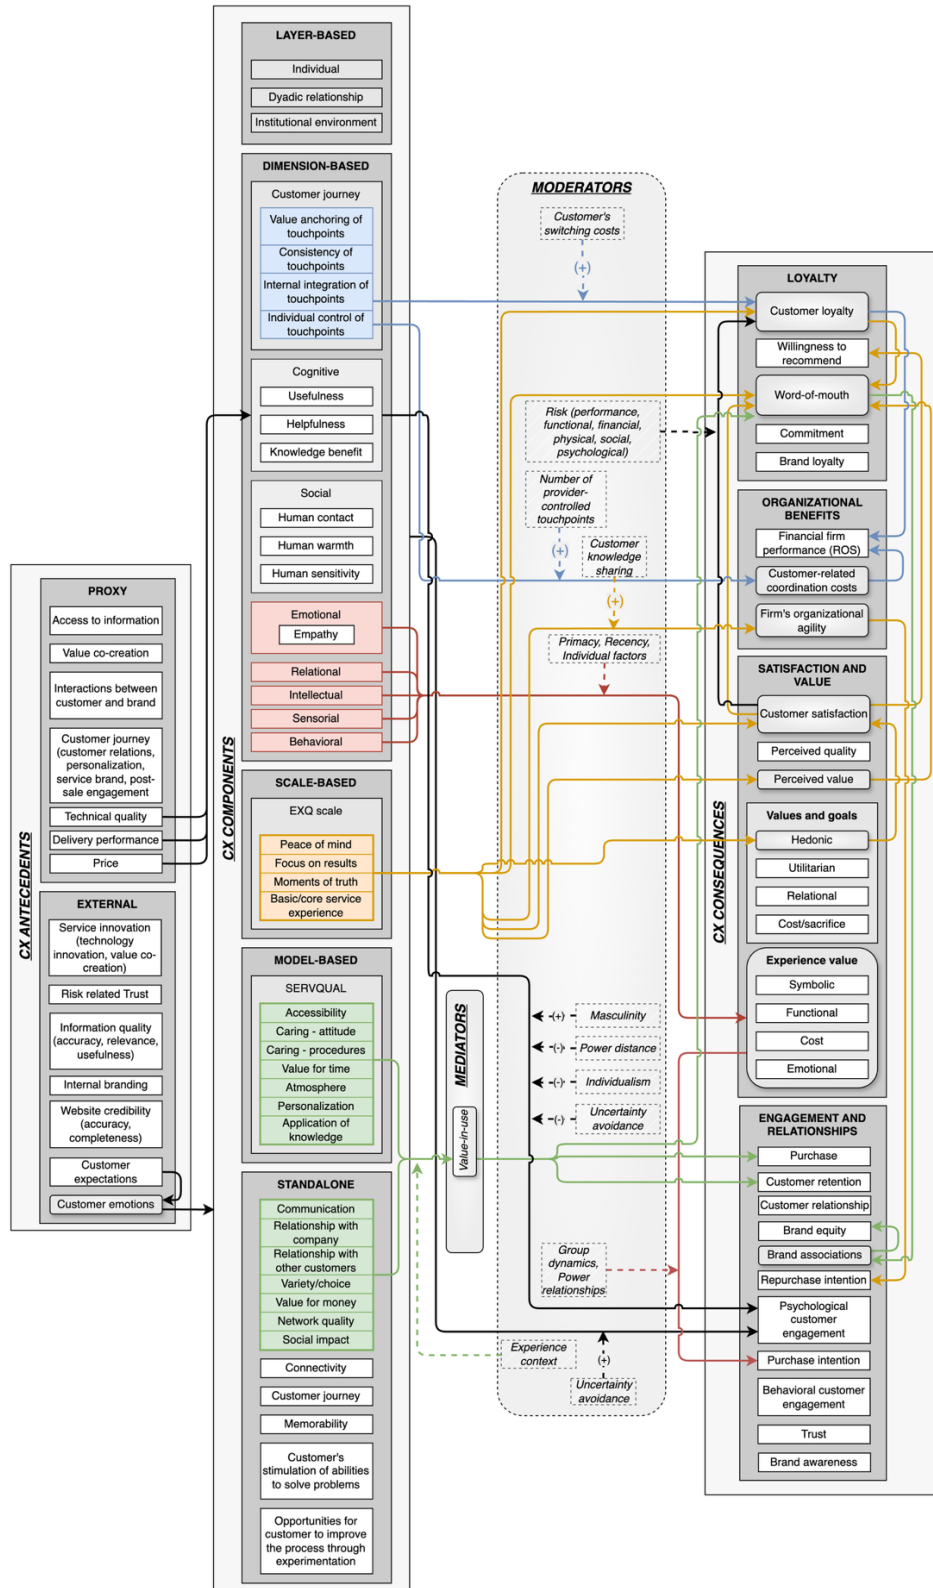 CX ANTECEDENTS
PROXY
Access to information
Value co-creation
Interactions between
customer and brand
Customer journey
(customer relations,
personalization,
service brand, post-
sale engagement
Technical quality
Delivery performance
Price
EXTERNAL
Service innovation
(technology
innovation, value co-
creation)
Risk related Trust
Information quality
(accuracy, relevance,
usefulness)
Internal branding
Website credibility
(accuracy,
completeness)
Customer
expectations
Customer emotions
CX COMPONENTS
LAYER-BASED
Individual
Dyadic relationship
Institutional environment
DIMENSION-BASED
Customer journey
Value anchoring of
touchpoints
Consistency of
touchpoints
Internal integration of
touchpoints
Individual control of
touchpoints
Cognitive
Usefulness
Helpfulness
Knowledge benefit
Social
Human contact
Human warmth
Human sensitivity
Emotional
Empathy
Relational
Intellectual
Sensorial
Behavioral
SCALE-BASED
EXQ scale
Peace of mind
Focus on results
Moments of truth
Basic/core service
experience
MODEL-BASED
SERVQUAL
Accessibility
Caring - attitude
Caring - procedures
Value for time
Atmosphere
Personalization
Application of
knowledge
STANDALONE
Communication
Relationship with
company
Relationship with
other customers
Variety/choice
Value for money
Network quality
Social impact
Connectivity
Customer journey
Memorability
Customer's
stimulation of abilities
to solve problems
Opportunities for
customer to improve
the process through
experimentation
MEDIATORS
Value-in-use
MODERATORS
Customer's
switching costs
(+)
Risk (performance,
functional, financial,
physical, social,
psychological)
Number of
provider-
controlled
touchpoints
(+)
Customer
knowledge
sharing
(+)
Primacy, Recency,
Individual factors
(+)
Masculinity
(-)
Power distance
(-)
Individualism
(-)
Uncertainty
avoidance
Group
dynamics,
Power
relationships
Experience
context
(+)
Uncertainty
avoidance
CX CONSEQUENCES
LOYALTY
Customer loyalty
Willingness to
recommend
Word-of-mouth
Commitment
Brand loyalty
ORGANIZATIONAL
BENEFITS
Financial firm
performance (ROS)
Customer-related
coordination costs
Firm's organizational
agility
SATISFACTION AND
VALUE
Customer satisfaction
Perceived quality
Perceived value
Values and goals
Hedonic
Utilitarian
Relational
Cost/sacrifice
Experience value
Symbolic
Functional
Cost
Emotional
ENGAGEMENT AND
RELATIONSHIPS
Purchase
Customer retention
Customer relationship
Brand equity
Brand associations
Repurchase intention
Psychological
customer
engagement
Purchase intention
Behavioral customer
engagement
Trust
Brand awareness